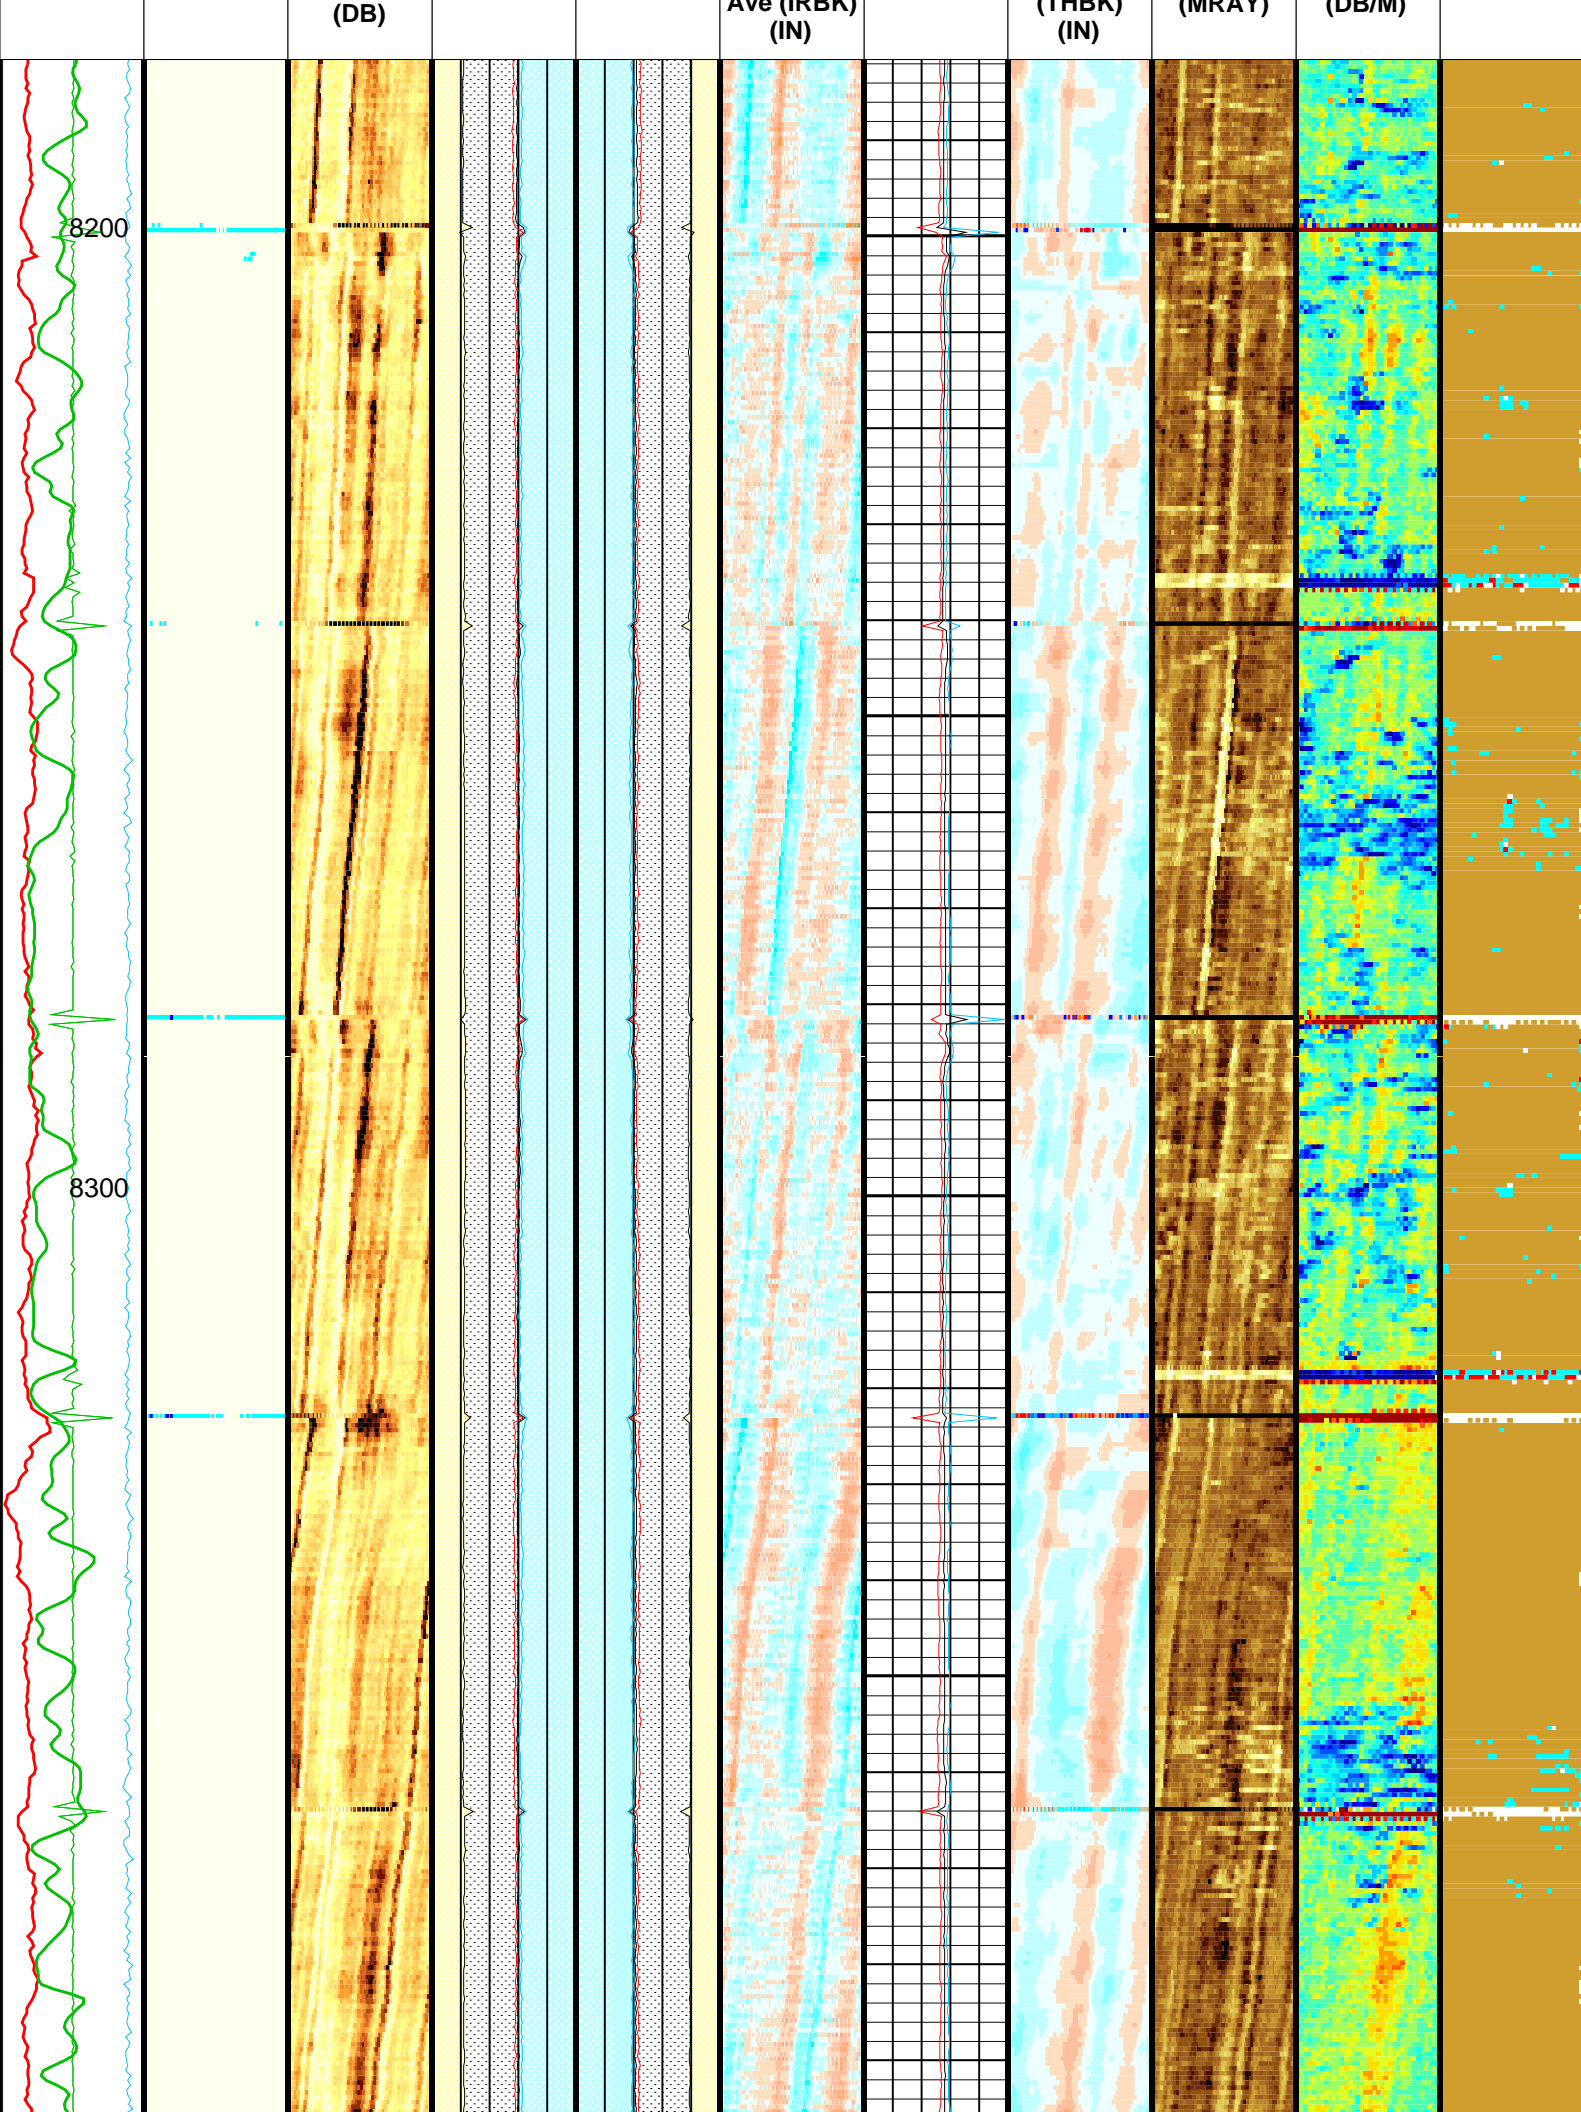 (DB)
Ave (IRBK)
(IN)
(THBK)
(IN)
(MRAY)
(DB/M)
8200
8300